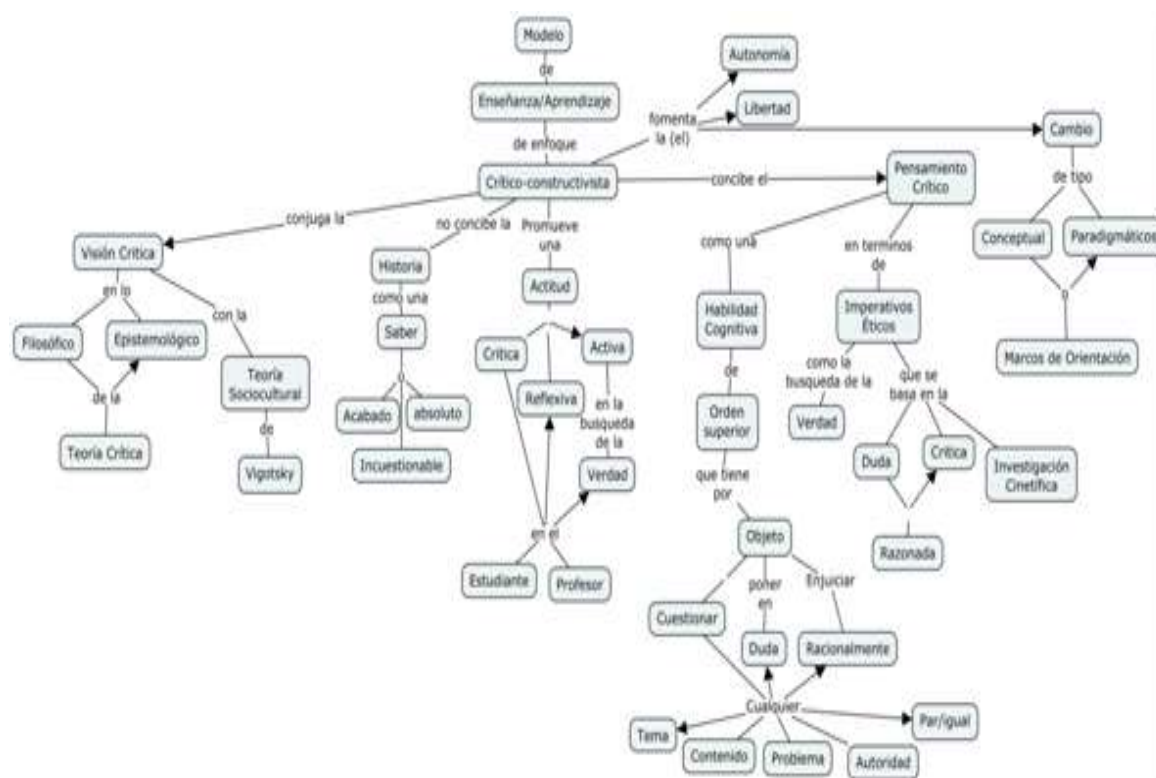 Modelo
de
Enseñanza/Aprendizaje
de enfoque
Crítico-constructivista
fomenta
la (el)
Autonomía
Libertad
Cambio
de tipo
Conceptual
Paradigmáticos
o
Marcos de Orientación
concibe el
Pensamiento
Crítico
como una
Habilidad
Cognitiva
de
Orden
superior
que tiene
por
Objeto
Cuestionar
poner
en
Duda
Enjuiciar
Racionalmente
Cualquier
Tema
Contenido
Problema
Autoridad
Par/igual
en terminos
de
Imperativos
Éticos
como la
busqueda de la
Verdad
que se
basa en la
Duda
Crítica
Investigación
Cinetífica
Razonada
conjuga la
Visión Crítica
en lo
Filosófico
Epistemológico
de la
Teoría Crítica
con la
Teoría
Sociocultural
de
Vigotsky
no concibe la
Historia
como una
Saber
o
Acabado
absoluto
Incuestionable
Promueve
una
Actitud
Crítica
Reflexiva
Activa
en la
busqueda
de la
Verdad
en el
Estudiante
Profesor